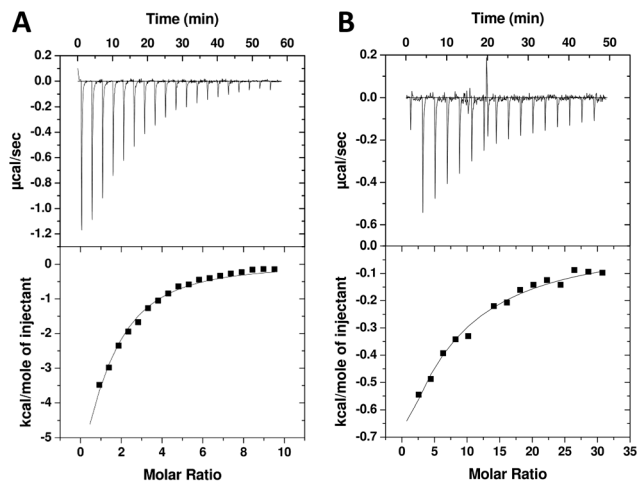 A
Time (min)
0 10 20 30 40 50 60
0.0
-0.2
-0.4
-0.6
-0.8
-1.0
-1.2
µcal/sec
0
-1
-2
-3
-4
-5
kcal/mole of injectant
0 2 4 6 8 10
Molar Ratio
B
Time (min)
0 10 20 30 40 50
0.2
0.0
-0.2
-0.4
-0.6
µcal/sec
0.0
-0.1
-0.2
-0.3
-0.4
-0.5
-0.6
-0.7
kcal/mole of injectant
0 5 10 15 20 25 30 35
Molar Ratio